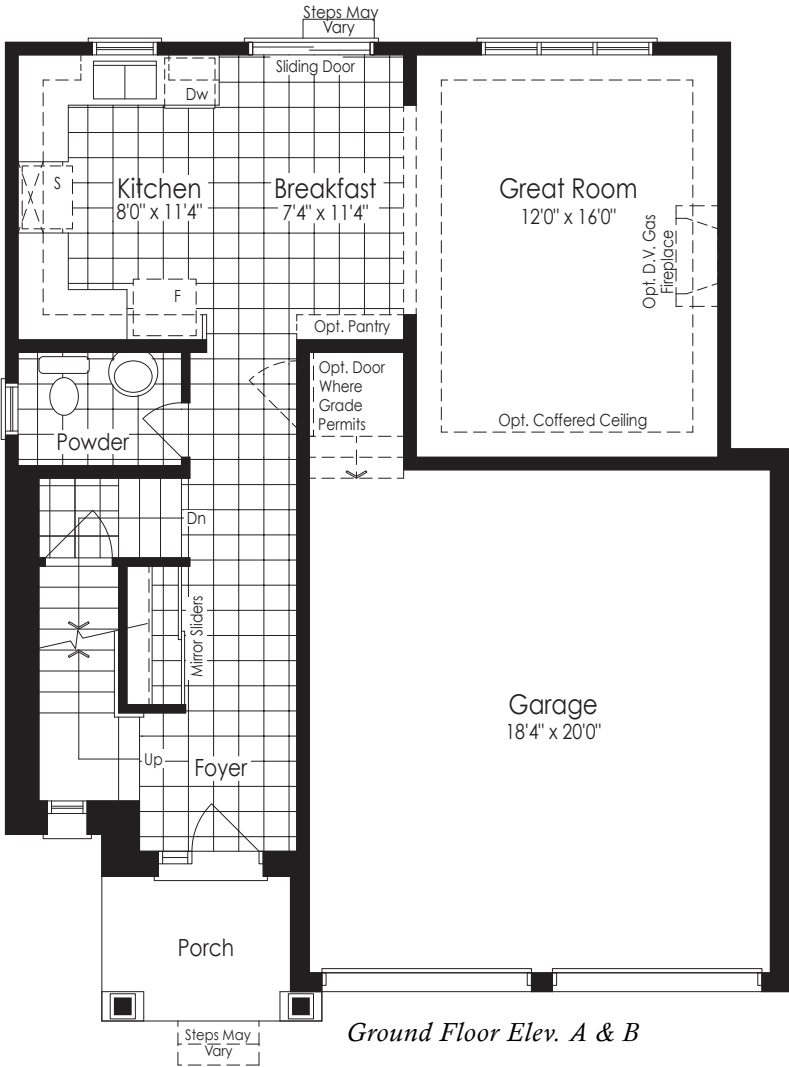 Steps May
Vary
Sliding Door
Dw
S
Kitchen
8'0" x 11'4"
Breakfast
7'4" x 11'4"
Great Room
12'0" x 16'0"
Opt. D.V. Gas
Fireplace
F
Opt. Pantry
Opt. Door
Where
Grade
Permits
Opt. Coffered Ceiling
Powder
Dn
Mirror Sliders
Garage
18'4" x 20'0"
Up
Foyer
Porch
Steps May
Vary
Ground Floor Elev. A & B